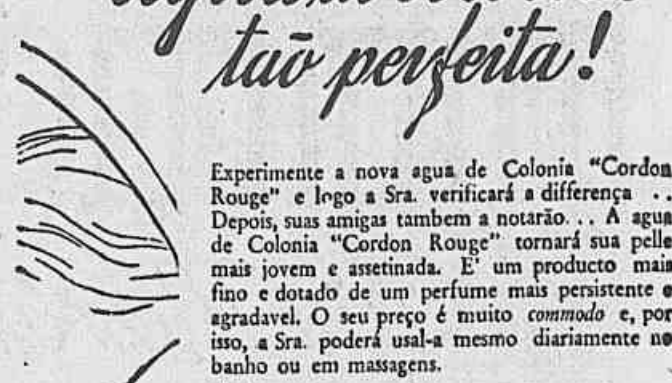 tão perfeita!
Experimente a nova agua de Colonia "Cordon
Rouge" e logo a Sra. verificará a differença ..
Depois, suas amigas tambem a notarão... A agua
de Colonia "Cordon Rouge" tornará sua pelle
mais jovem e assetinada. E' um producto mais
fino e dotado de um perfume mais persistente e
agradavel. O seu preço é muito commodo e, por
isso, a Sra. poderá usal-a mesmo diariamente no
banho ou em massagens.